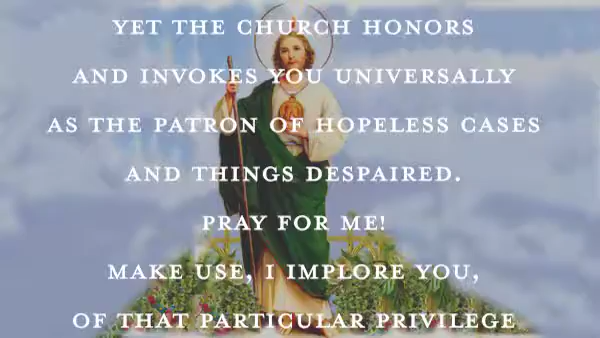 YET THE CHURCH HONORS
AND INVOKES YOU UNIVERSALLY
AS THE PATRON OF HOPELESS CASES
AND THINGS DESPAIRED.
PRAY FOR ME!
MAKE USE, I IMPLORE YOU,
OF THAT PARTICULAR PRIVILEGE